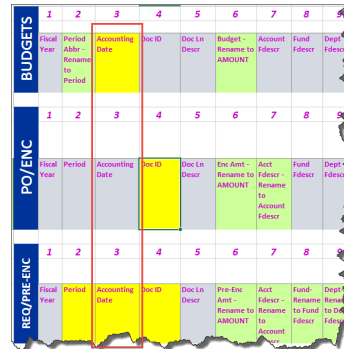 BUDGETS
1 2 3 4 5 6 7 8
Fiscal Period Accounting Doc ID Doc Ln Budget - Account Fund Dept
Year Abbr - Date Descr Rename to Fdescr Fdescr Fdescr
Rename AMOUNT
to
Period
PO/ENC
1 2 3 4 5 6 7 8
Fiscal Period Accounting Doc ID Doc Ln Enc Amt - Acct Fund Dept
Year Date Descr Rename to Fdescr - Fdescr
AMOUNT Rename
to
Account
Fdescr
REQ/PRE-ENC
1 2 3 4 5 6 7 8
Fiscal Period Accounting Doc ID Doc Ln Pre-Enc Acct Fund- Dept
Year Date Descr Amt - Fdescr - Rename
Rename to Rename to Fund
AMOUNT to Fdescr
Account